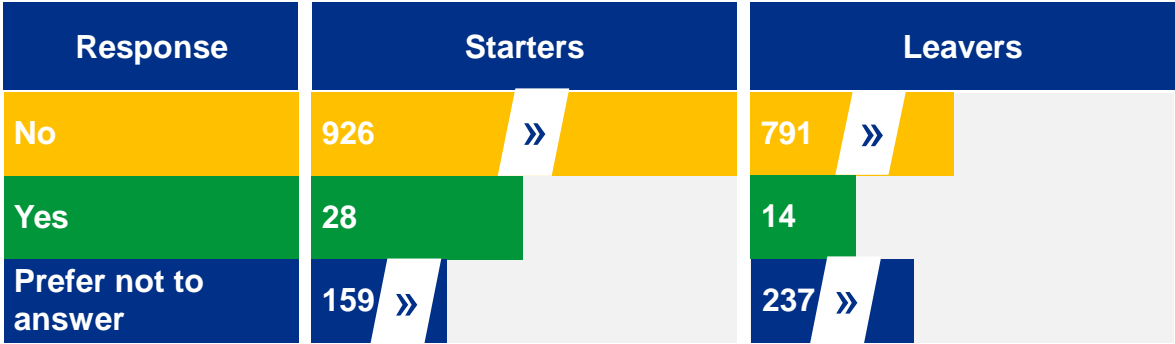 Response Starters Leavers
No 926 » 791 »
Yes 28 14
Prefer not to
answer 159 » 237 »